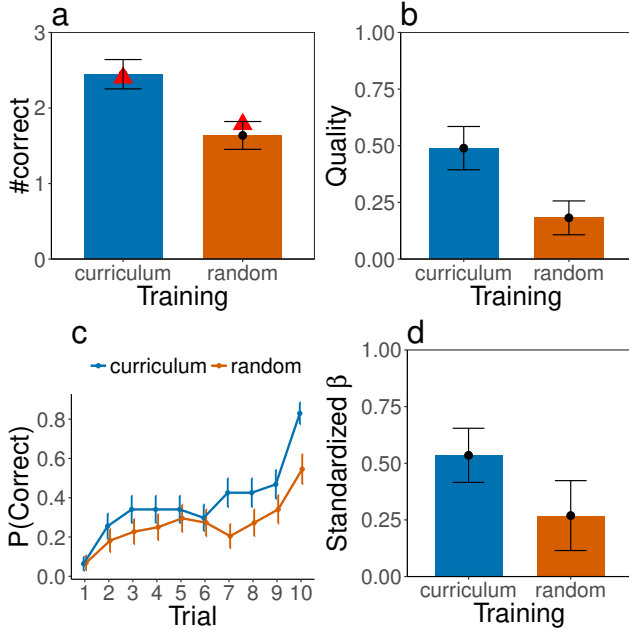 a
3
2
1
0
#correct
curriculum random
Training
b
1.00
0.75
0.50
0.25
0.00
Quality
curriculum random
Training
c
curriculum random
0.8
0.6
0.4
0.2
0.0
P(Correct)
1 2 3 4 5 6 7 8 9 10
Trial
d
1.00
0.75
0.50
0.25
0.00
Standardized β
curriculum random
Training